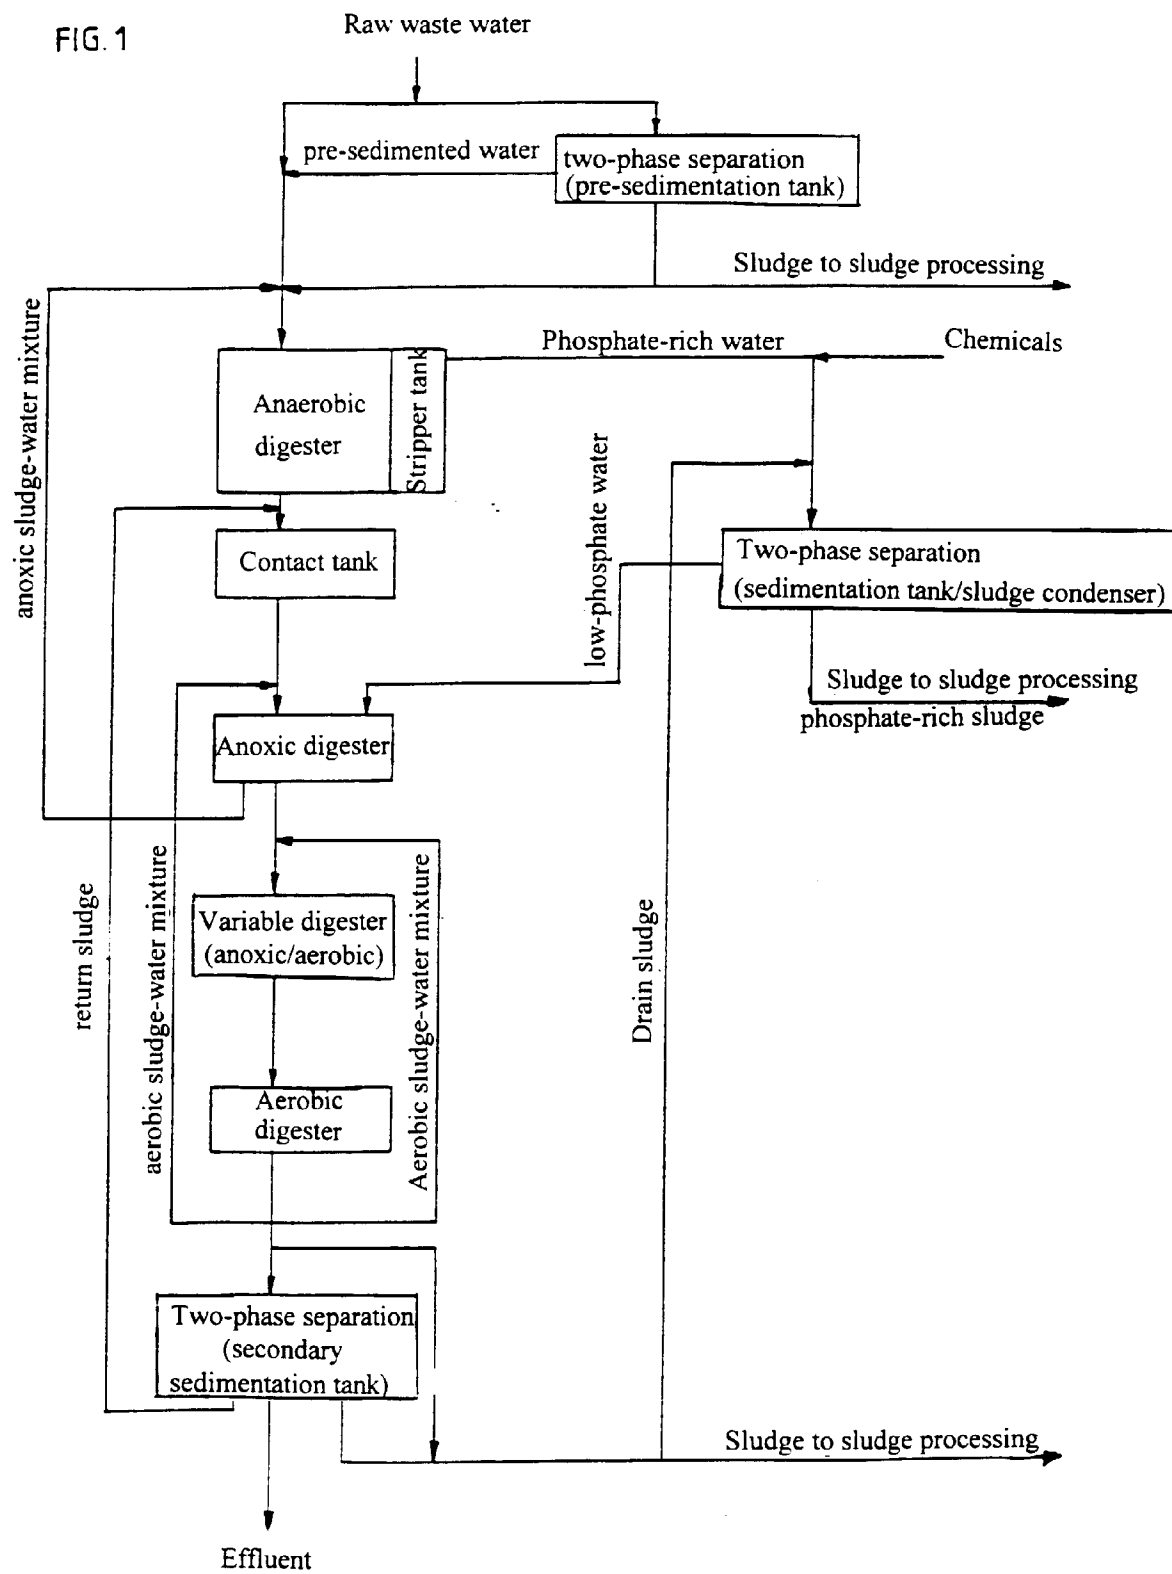 FIG. 1
Raw waste water
pre-sedimented water
two-phase separation
(pre-sedimentation tank)
Sludge to sludge processing
anoxic sludge-water mixture
Phosphate-rich water
Chemicals
Anaerobic
digester
Stripper tank
low-phosphate water
Contact tank
Two-phase separation
(sedimentation tank/sludge condenser)
Sludge to sludge processing
phosphate-rich sludge
Anoxic digester
return sludge
aerobic sludge-water mixture
Variable digester
(anoxic/aerobic)
Aerobic sludge-water mixture
Drain sludge
Aerobic
digester
Two-phase separation
(secondary
sedimentation tank)
Sludge to sludge processing
Effluent